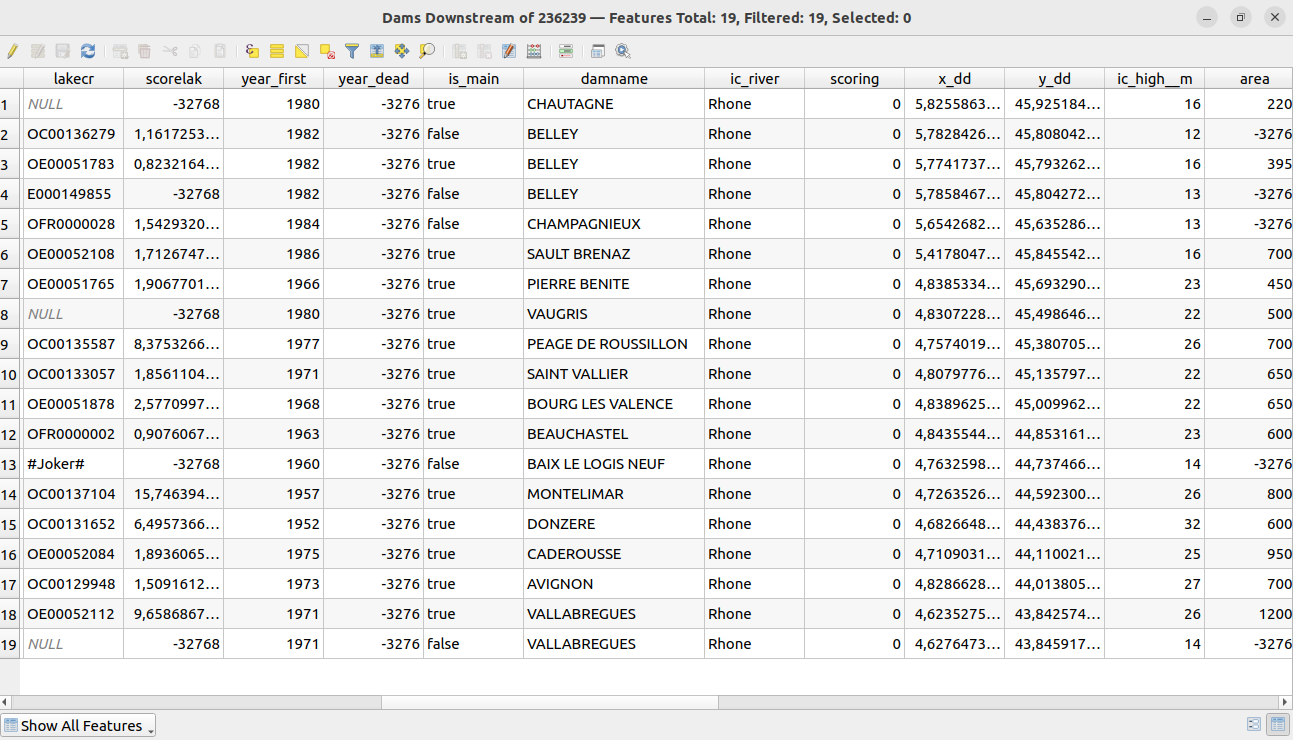 Dams Downstream of 236239 — Features Total: 19, Filtered: 19, Selected: 0
lakecr scorelak year_first year_dead is_main damname ic_river scoring x_dd y_dd ic_high__m area
1 NULL -32768 1980 -3276 true CHAUTAGNE Rhone 0 5,8255863... 45,925184... 16 220
2 OC00136279 1,1617253... 1982 -3276 false BELLEY Rhone 0 5,7828426... 45,808042... 12 -3276
3 OE00051783 0,8232164... 1982 -3276 true BELLEY Rhone 0 5,7741737... 45,793262... 16 395
4 E000149855 -32768 1982 -3276 false BELLEY Rhone 0 5,7858467... 45,804272... 13 -3276
5 OFR0000028 1,5429320... 1984 -3276 false CHAMPAGNIEUX Rhone 0 5,6542682... 45,635286... 13 -3276
6 OE00052108 1,7126747... 1986 -3276 true SAULT BRENAZ Rhone 0 5,4178047... 45,845542... 16 700
7 OE00051765 1,9067701... 1966 -3276 true PIERRE BENITE Rhone 0 4,8385334... 45,693290... 23 450
8 NULL -32768 1980 -3276 true VAUGRIS Rhone 0 4,8307228... 45,498646... 22 500
9 OC00135587 8,3753266... 1977 -3276 true PEAGE DE ROUSSILLON Rhone 0 4,7574019... 45,380705... 26 700
10 OC00133057 1,8561104... 1971 -3276 true SAINT VALLIER Rhone 0 4,8079776... 45,135797... 22 650
11 OE00051878 2,5770997... 1968 -3276 true BOURG LES VALENCE Rhone 0 4,8389625... 45,009962... 22 650
12 OFR0000002 0,9076067... 1963 -3276 true BEAUCHASTEL Rhone 0 4,8435544... 44,853161... 23 600
13 #Joker# -32768 1960 -3276 false BAIX LE LOGIS NEUF Rhone 0 4,7632598... 44,737466... 14 -3276
14 OC00137104 15,746394... 1957 -3276 true MONTELIMAR Rhone 0 4,7263526... 44,592300... 26 800
15 OC00131652 6,4957366... 1952 -3276 true DONZERE Rhone 0 4,6826648... 44,438376... 32 600
16 OE00052084 1,8936065... 1975 -3276 true CADEROUSSE Rhone 0 4,7109031... 44,110021... 25 950
17 OC00129948 1,5091612... 1973 -3276 true AVIGNON Rhone 0 4,8286628... 44,013805... 27 700
18 OE00052112 9,6586867... 1971 -3276 true VALLABREGUES Rhone 0 4,6235275... 43,842574... 26 1200
19 NULL -32768 1971 -3276 false VALLABREGUES Rhone 0 4,6276473... 43,845917... 14 -3276
Show All Features